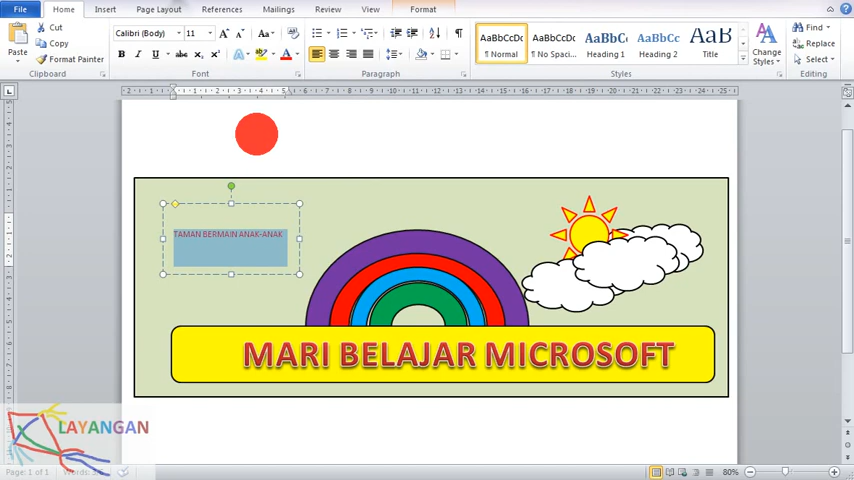 File Home Insert Page Layout References Mailings Review View Format
Cut
Copy
Format Painter
Paste
Clipboard
Calibri (Body) 11
Font
Paragraph
AaBbCcDc AaBbCcDc AaBbCc AaBbCc AaB
¶ Normal ¶ No Spaci... Heading 1 Heading 2 Title
Change
Styles
Styles
Find
Replace
Select
Editing
TAMAN BERMAIN ANAK-ANAK
MARI BELAJAR MICROSOFT
LAYANGAN
Page: 1 of 1
80%